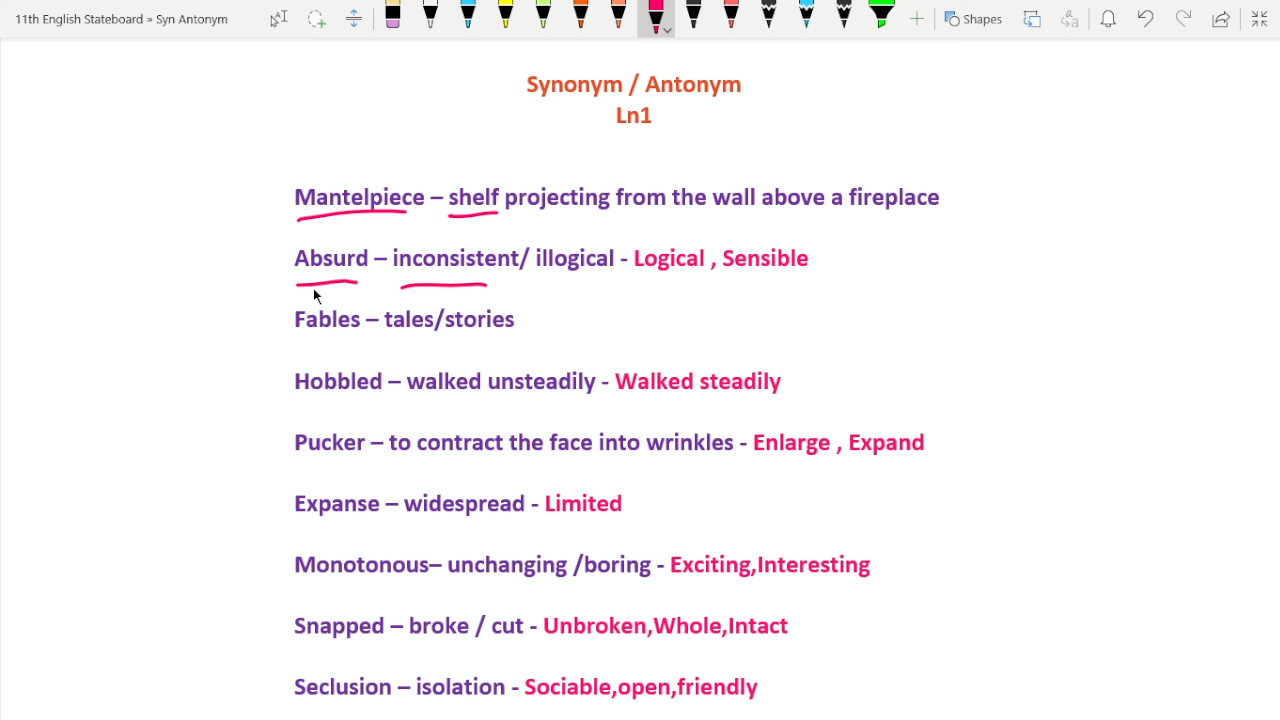 11th English Stateboard » Syn Antonym
Shapes
Synonym / Antonym
Ln1
Mantelpiece – shelf projecting from the wall above a fireplace
Absurd – inconsistent/ illogical - Logical , Sensible
Fables – tales/stories
Hobbled – walked unsteadily - Walked steadily
Pucker – to contract the face into wrinkles - Enlarge , Expand
Expanse – widespread - Limited
Monotonous– unchanging /boring - Exciting,Interesting
Snapped – broke / cut - Unbroken,Whole,Intact
Seclusion – isolation - Sociable,open,friendly